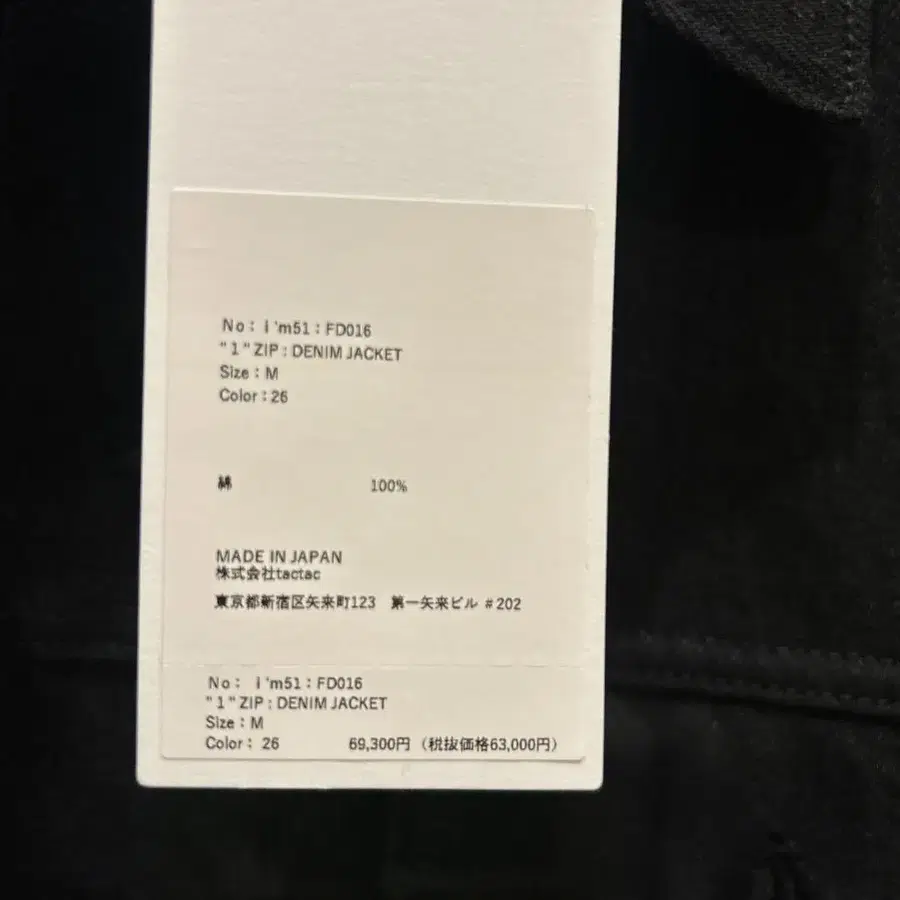 No: i'm51:FD016
"1"ZIP:DENIM JACKET
Size:M
Color:26
綿 100%
MADE IN JAPAN
株式会社tactac
東京都新宿区矢来町123 第一矢来ビル #202
No: i'm51:FD016
"1"ZIP:DENIM JACKET
Size:M
Color: 26 69,300円 (税抜価格63,000円)